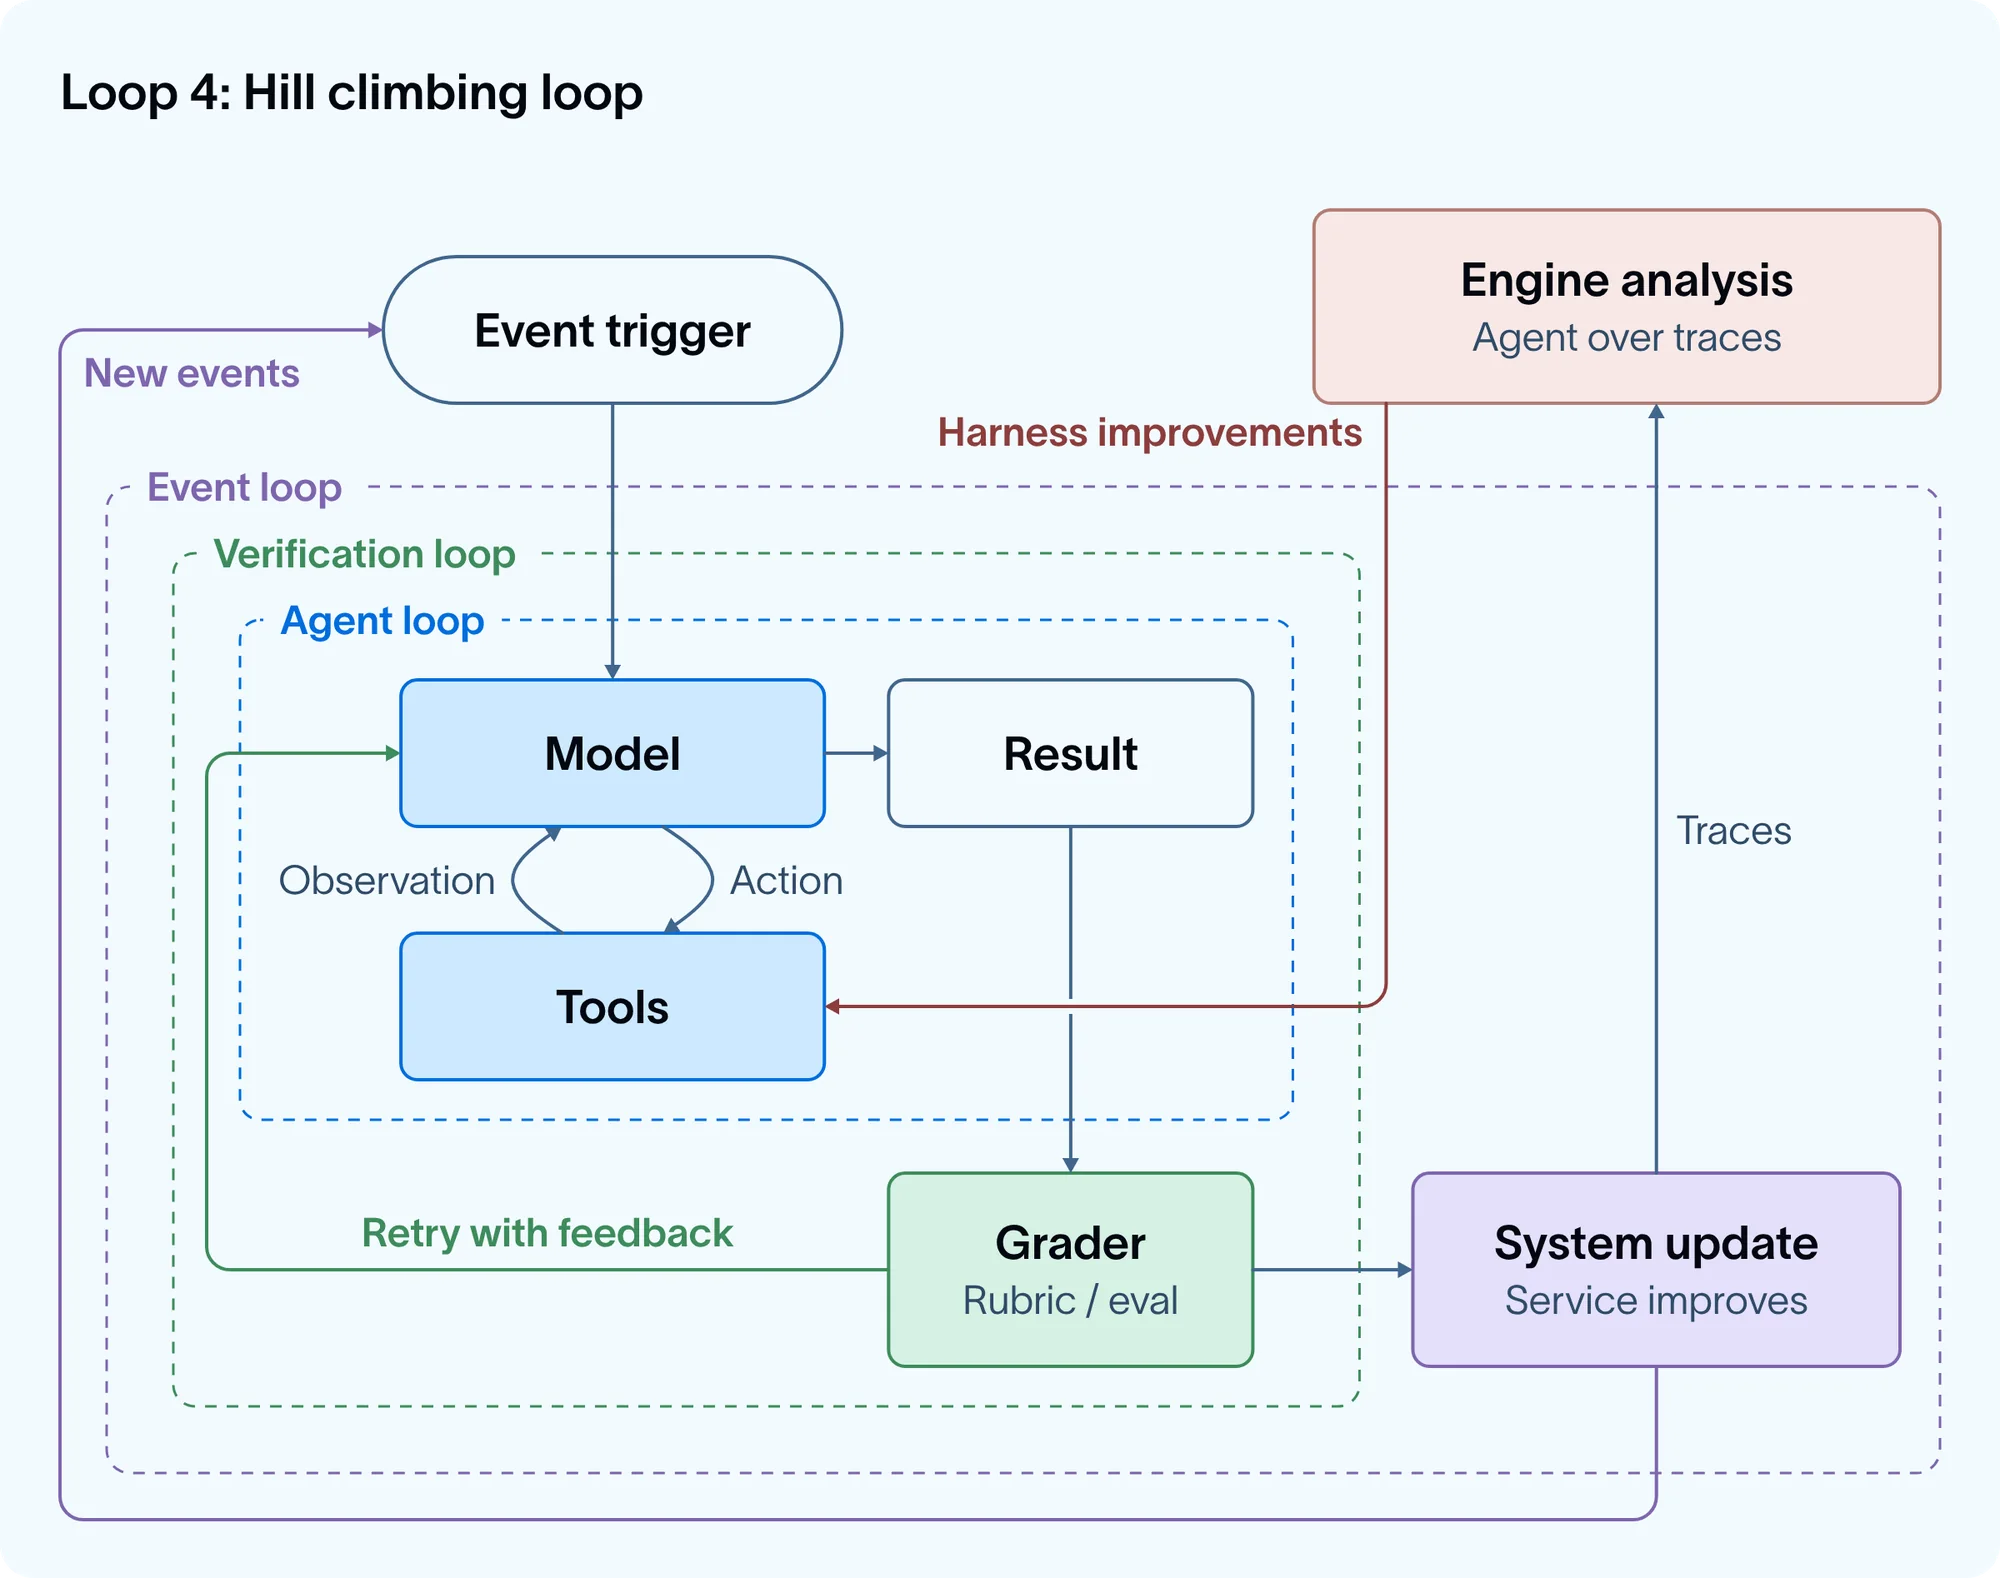 Loop 4: Hill climbing loop
Engine analysis
Agent over traces
Event trigger
New events
Harness improvements
Event loop
Verification loop
Agent loop
Model
Result
Observation
Action
Traces
Tools
Retry with feedback
Grader
Rubric / eval
System update
Service improves